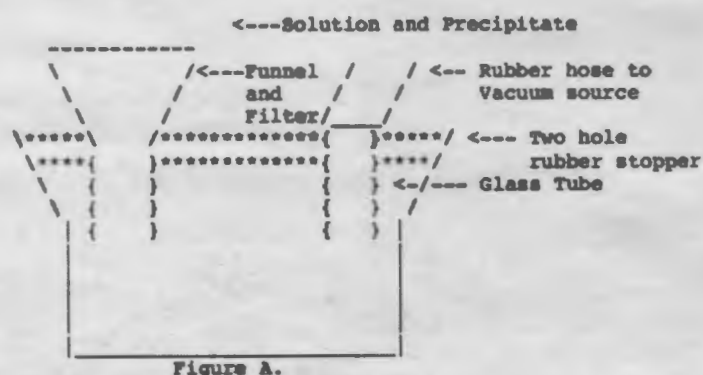 <---Solution and Precipitate
<---Funnel and Filter
<-- Rubber hose to Vacuum source
<--- Two hole rubber stopper
<-/--- Glass Tube
Figure A.